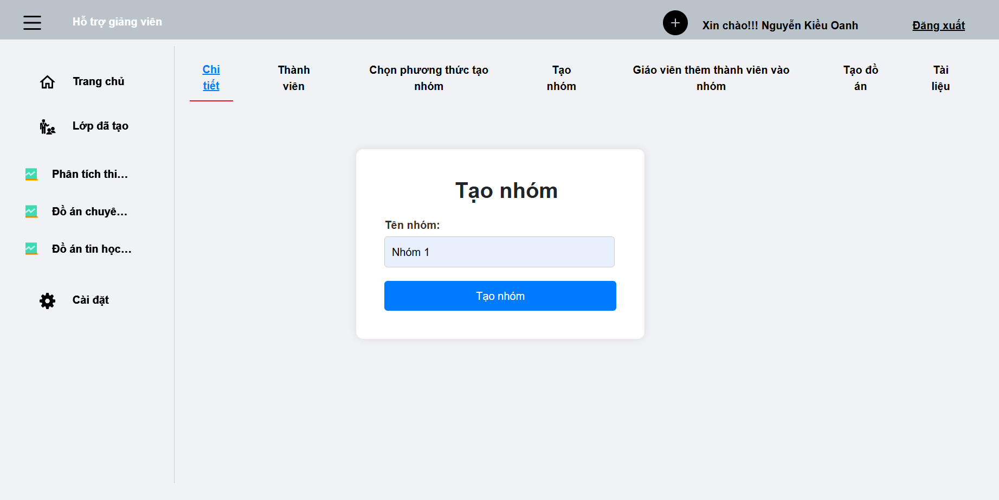 Hỗ trợ giảng viên
Xin chào!!! Nguyễn Kiều Oanh
Đăng xuất
Trang chủ
Lớp đã tạo
Phân tích thi...
Đồ án chuyê...
Đồ án tin học...
Cài đặt
Chi
tiết
Thành
viên
Chọn phương thức tạo
nhóm
Tạo
nhóm
Giáo viên thêm thành viên vào
nhóm
Tạo đồ
án
Tài
liệu
Tạo nhóm
Tên nhóm:
Nhóm 1
Tạo nhóm